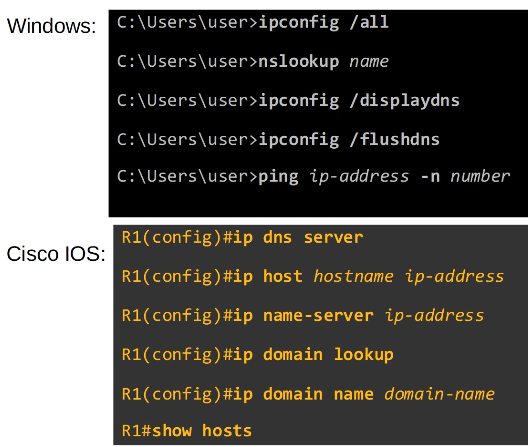 Windows:
C:\Users\user>ipconfig /all
C:\Users\user>nslookup name
C:\Users\user>ipconfig /displaydns
C:\Users\user>ipconfig /flushdns
C:\Users\user>ping ip-address -n number
Cisco IOS:
R1(config)#ip dns server
R1(config)#ip host hostname ip-address
R1(config)#ip name-server ip-address
R1(config)#ip domain lookup
R1(config)#ip domain name domain-name
R1#show hosts